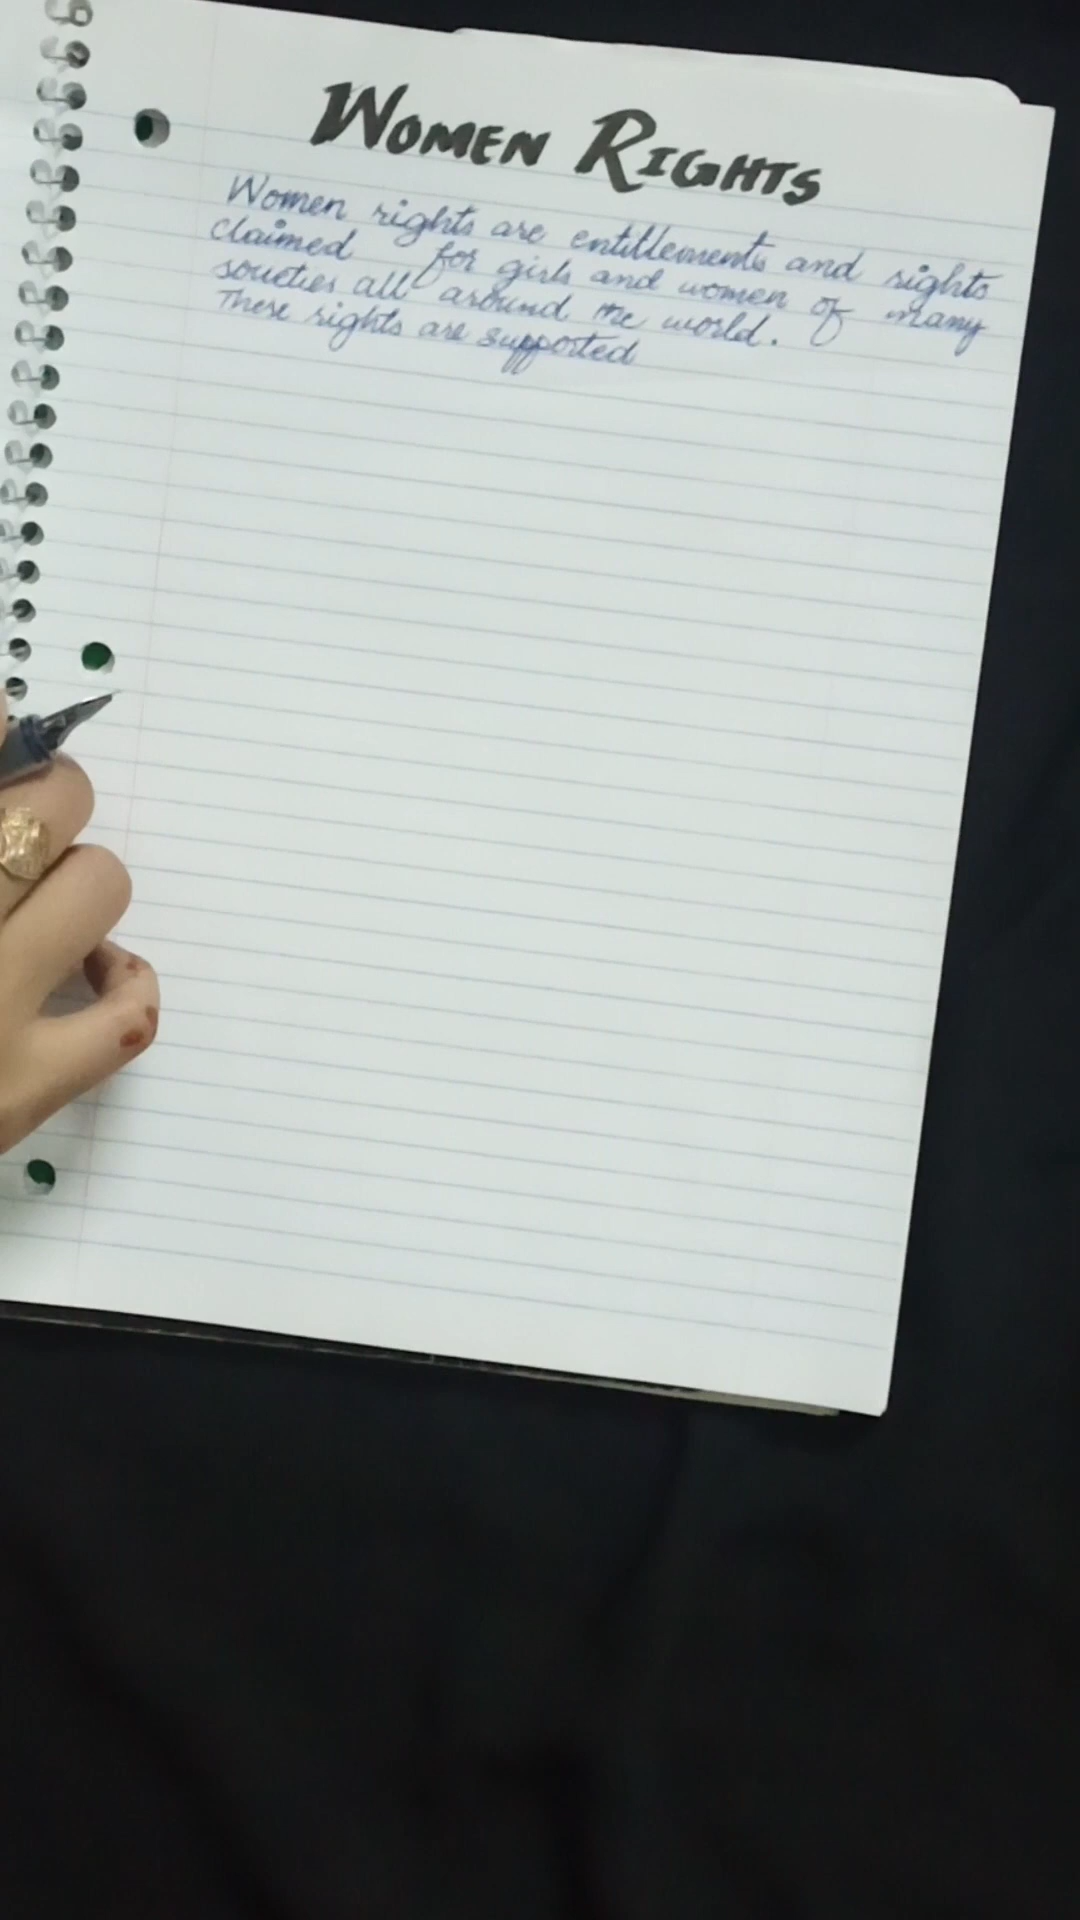 WOMEN RIGHTS
Women rights are entitlements and rights
claimed for girls and women of many
societies all around the world.
These rights are supported